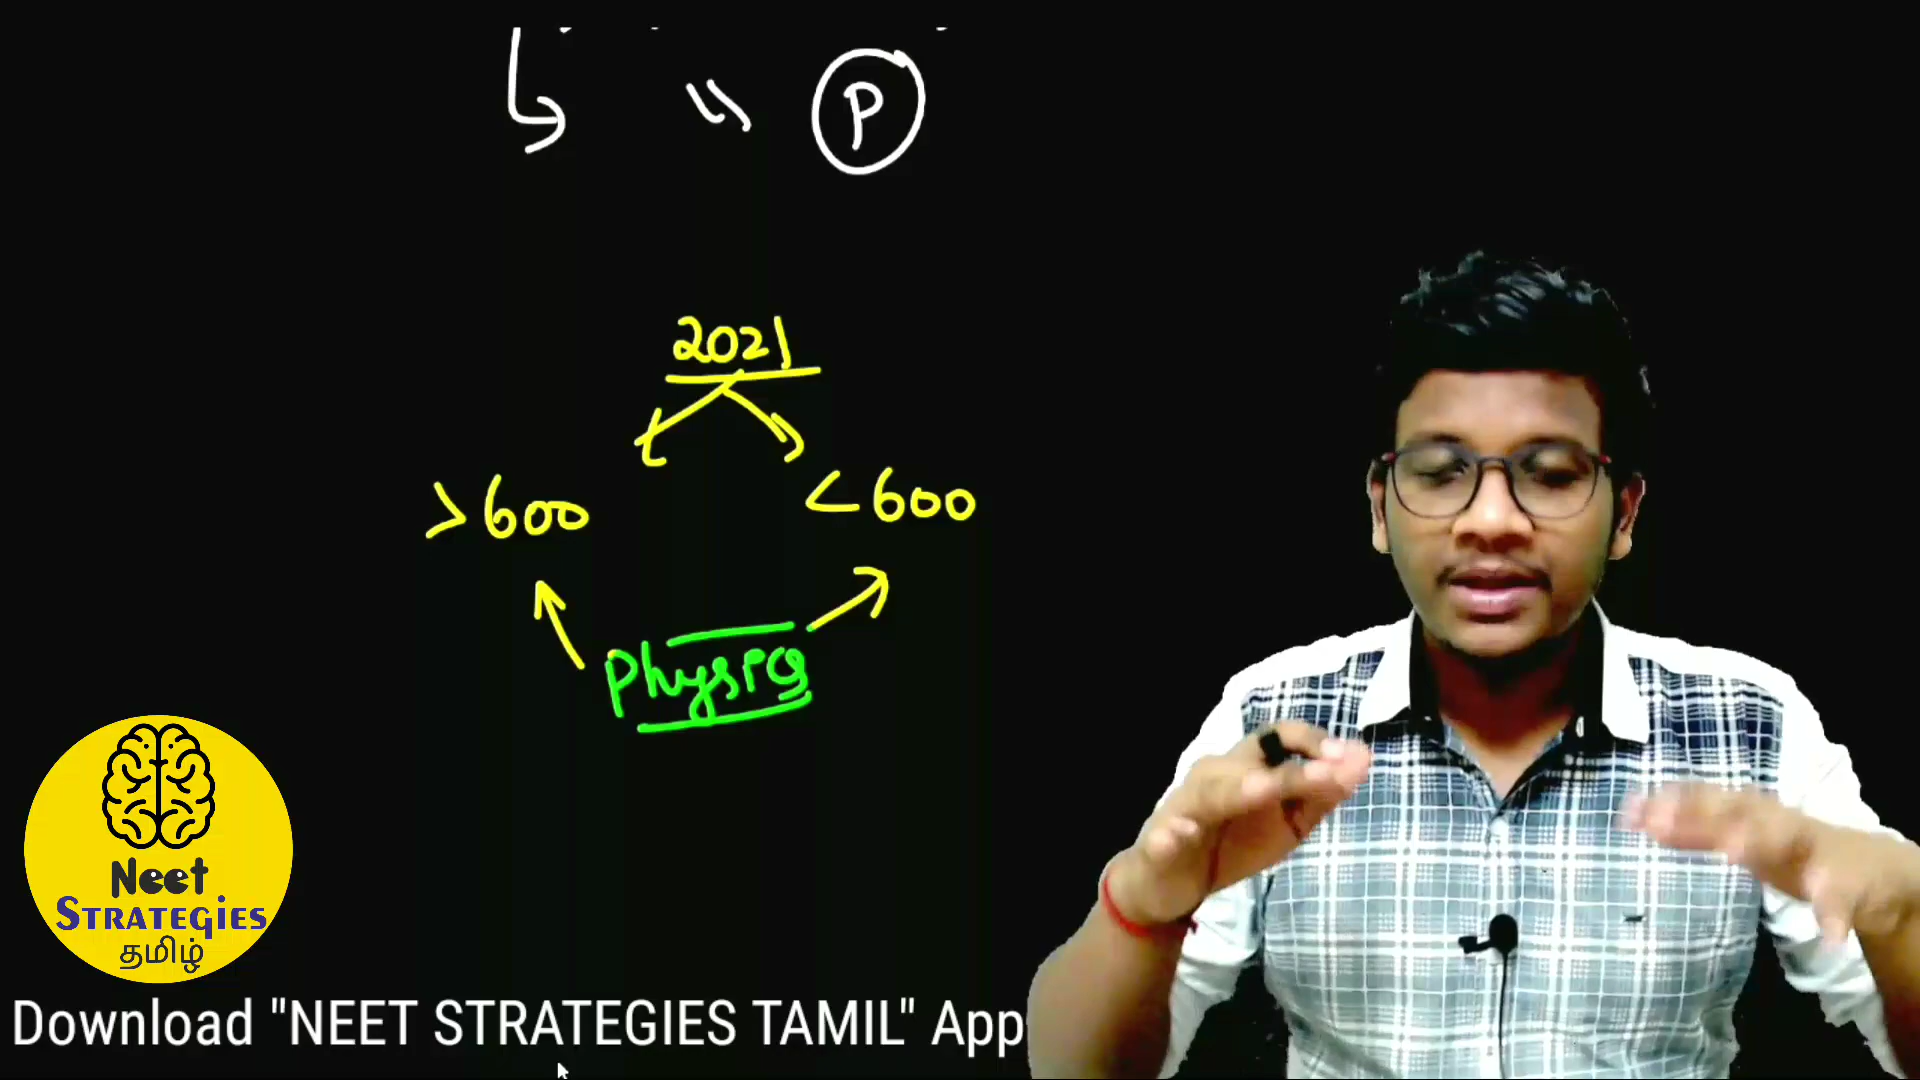 P
2021
>600
<600
Physics
Neet
STRATEGIES
தமிழ்
Download "NEET STRATEGIES TAMIL" App